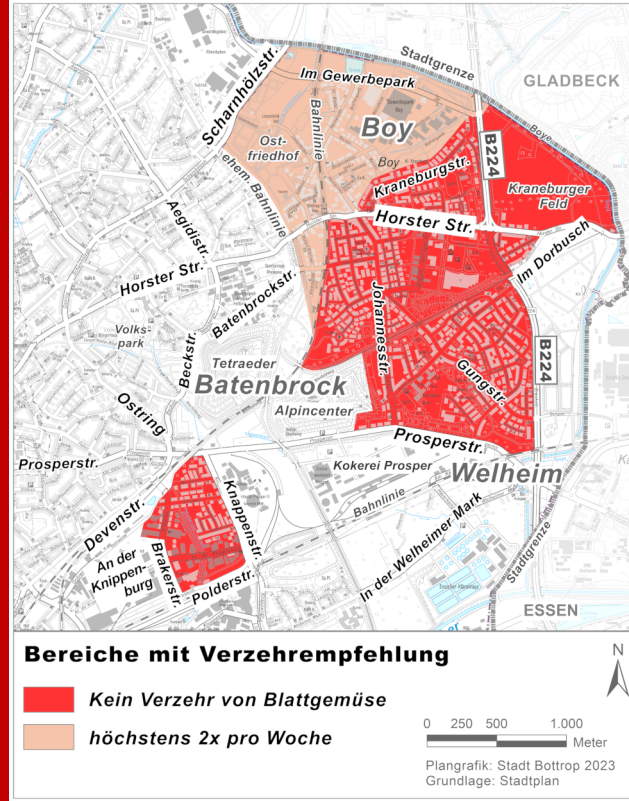 Stadtgrenze
GLADBECK
Scharnhölzstr.
Im Gewerbepark
Boye
Bahnlinie
Boy
B224
Ost-
friedhof
Boy
Kraneburgstr.
Kraneburger
Feld
ehem. Bahnlinie
Aegidistr.
Horster Str.
Im Dorbusch
Horster Str.
Batenbrockstr.
Johannesstr.
Volks-
park
Beckstr.
B224
Tetraeder
Batenbrock
Gungstr.
Ostring
Alpincenter
Prosperstr.
Prosperstr.
Kokerei Prosper
Welheim
Devenstr.
Knappenstr.
Bahnlinie
In der Welheimer Mark
Stadtgrenze
An der
Knippen-
burg
Brakerstr.
Polderstr.
ESSEN
Bereiche mit Verzehrempfehlung
N
Kein Verzehr von Blattgemüse
höchstens 2x pro Woche
0 250 500 1.000
Meter
Plangrafik: Stadt Bottrop 2023
Grundlage: Stadtplan